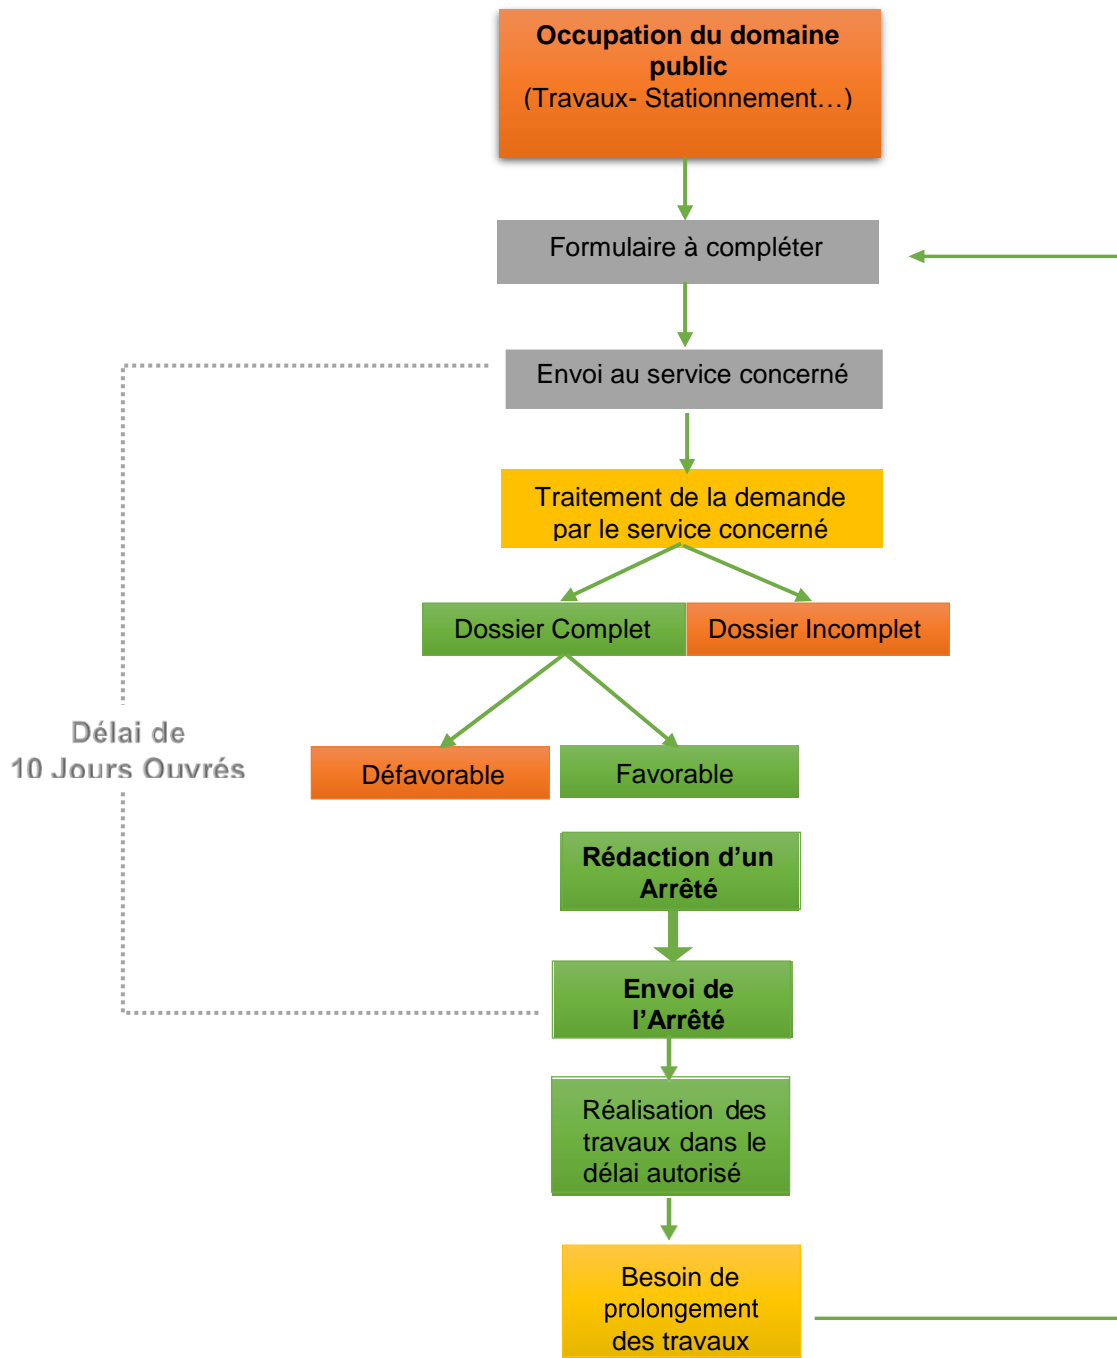 Occupation du domaine
public
(Travaux- Stationnement…)
Formulaire à compléter
Envoi au service concerné
Traitement de la demande
par le service concerné
Dossier Complet
Dossier Incomplet
Délai de
10 Jours Ouvrés
Défavorable
Favorable
Rédaction d’un
Arrêté
Envoi de
l’Arrêté
Réalisation des
travaux dans le
délai autorisé
Besoin de
prolongement
des travaux